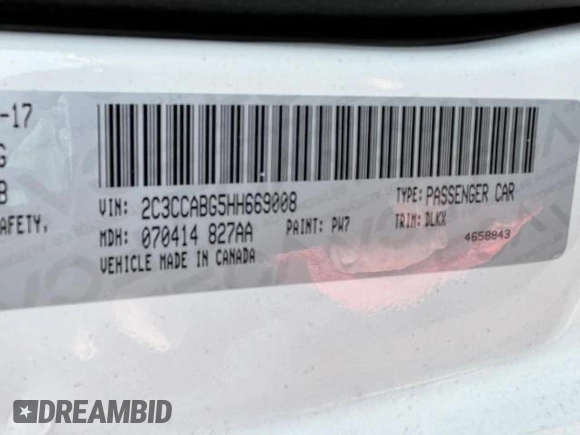 -17
G
B
AFETY,
VIN: 2C3CCABG5HH669008
TYPE: PASSENGER CAR
MDH: 070414 827AA
PAINT: PW7
TRIM: DLKX
VEHICLE MADE IN CANADA
4658843
DREAMBID